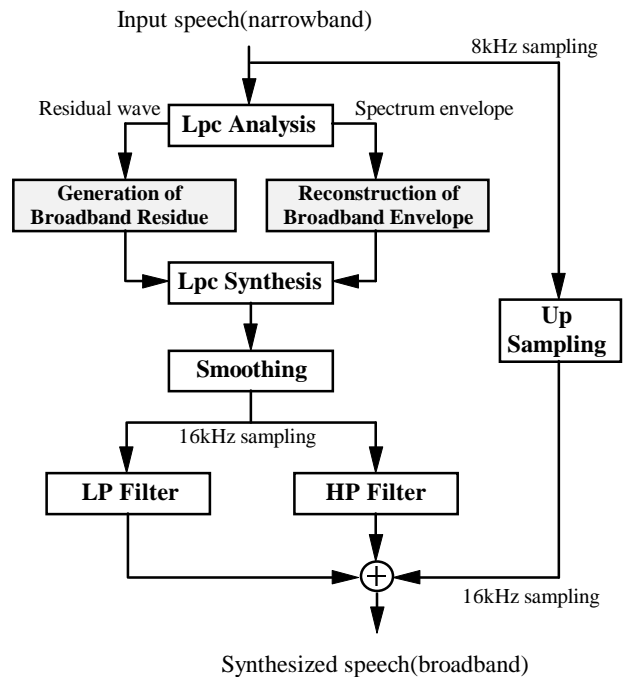 Input speech(narrowband)
8kHz sampling
Residual wave
Spectrum envelope
Lpc Analysis
Generation of
Broadband Residue
Reconstruction of
Broadband Envelope
Lpc Synthesis
Up
Sampling
Smoothing
16kHz sampling
LP Filter
HP Filter
+
16kHz sampling
Synthesized speech(broadband)